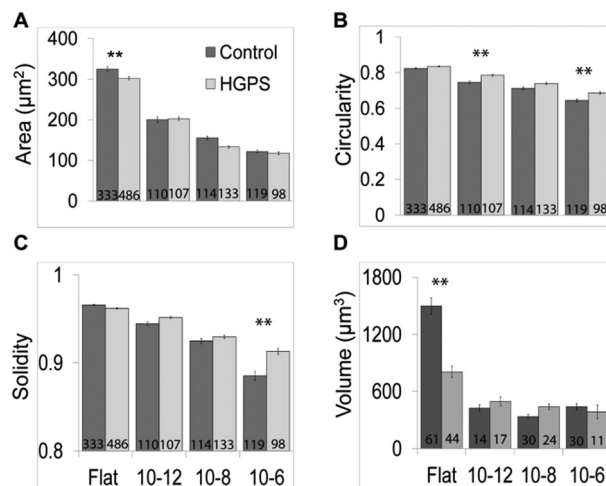 A
**
Control
HGPS
Area (µm²)
400
300
200
100
0
333 486 110 107 114 133 119 98
B
**
**
Circularity
1
0.8
0.6
0.4
0.2
0
333 486 110 107 114 133 119 98
C
**
Solidity
1
0.9
0.8
333 486 110 107 114 133 119 98
Flat 10-12 10-8 10-6
D
**
Volume (µm³)
1800
1200
600
0
61 44 14 17 30 24 30 11
Flat 10-12 10-8 10-6